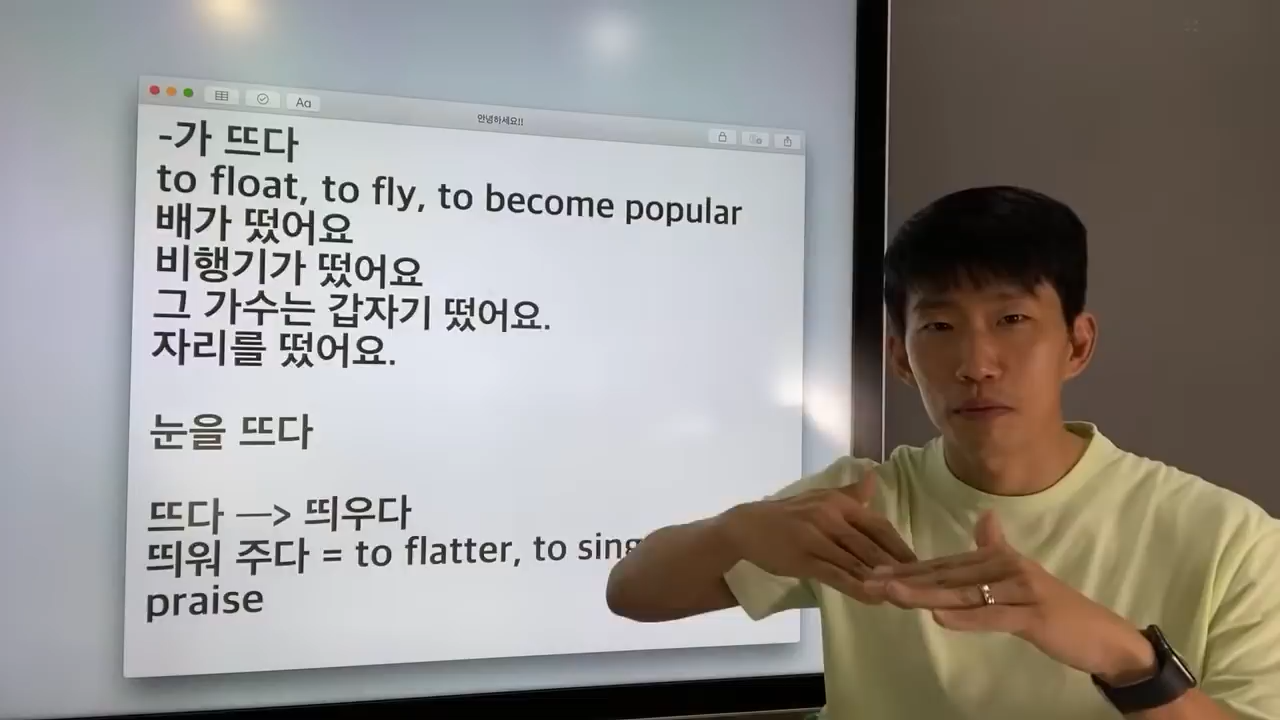 Aa
안녕하세요!!
-가 뜨다
to float, to fly, to become popular
배가 떴어요
비행기가 떴어요
그 가수는 갑자기 떴어요.
자리를 떴어요.
눈을 뜨다
뜨다 —> 띄우다
띄워 주다 = to flatter, to sing
praise